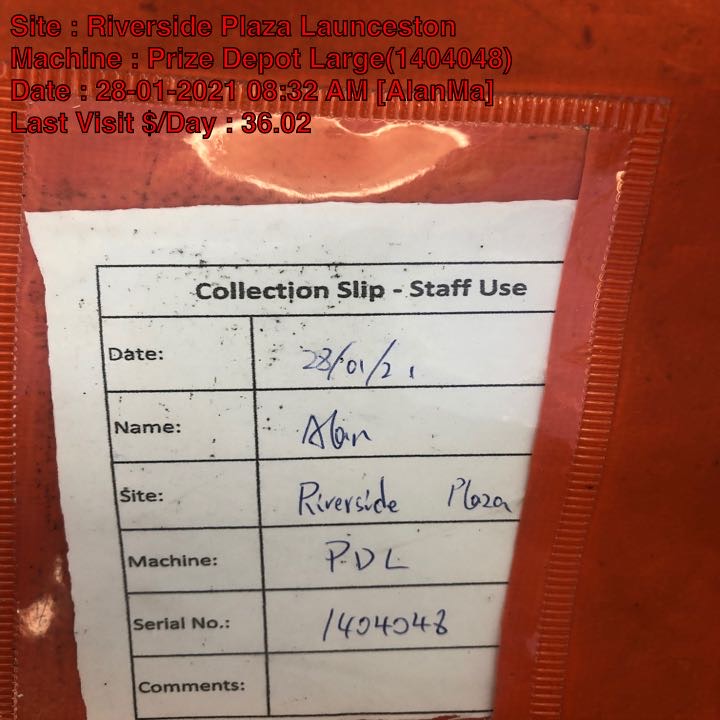 Site : Riverside Plaza Launceston
Machine : Prize Depot Large(1404048)
Date : 28-01-2021 08:32 AM [AlanMa]
Last Visit $/Day : 36.02
Collection Slip - Staff Use
Date: 28/01/21
Name: Alan
Site: Riverside Plaza
Machine: PDL
Serial No.: 1404048
Comments: